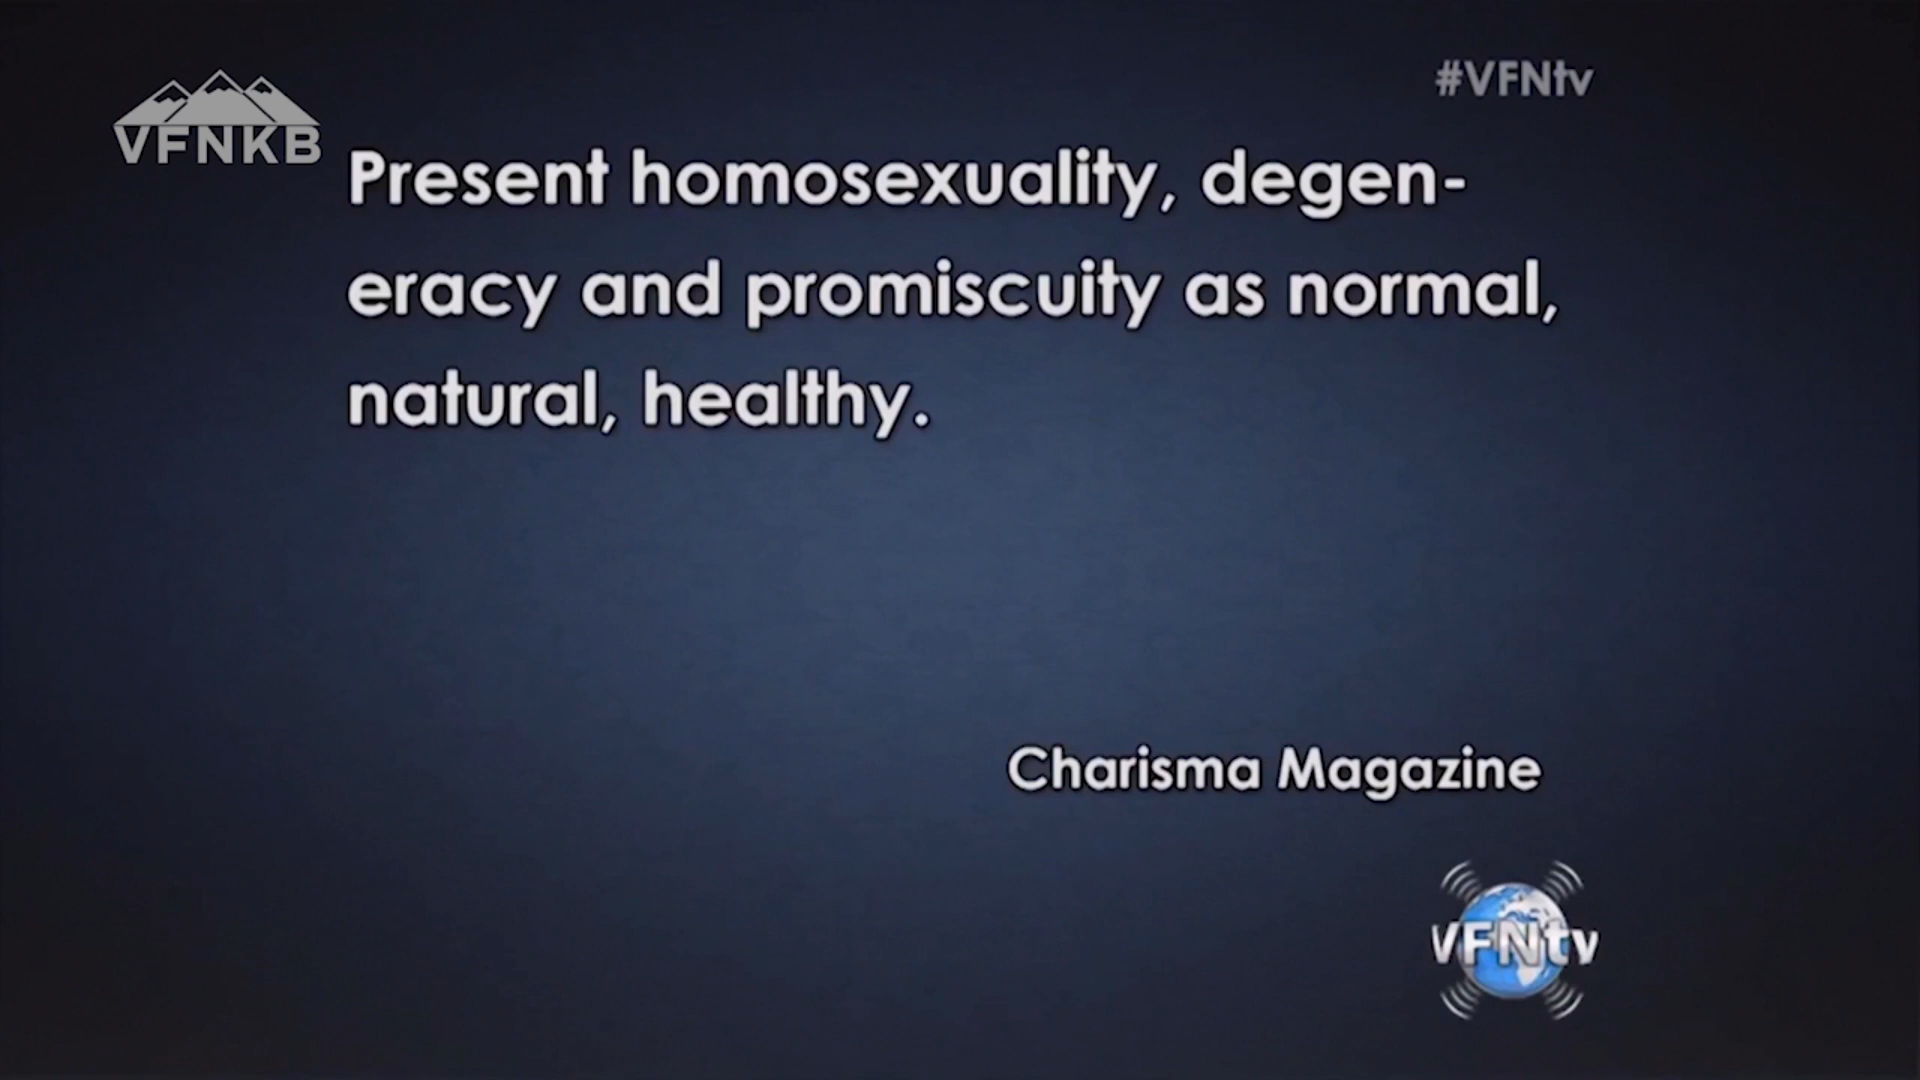 #VFNtv
VFNKB
Present homosexuality, degen-
eracy and promiscuity as normal,
natural, healthy.
Charisma Magazine
VFNtv